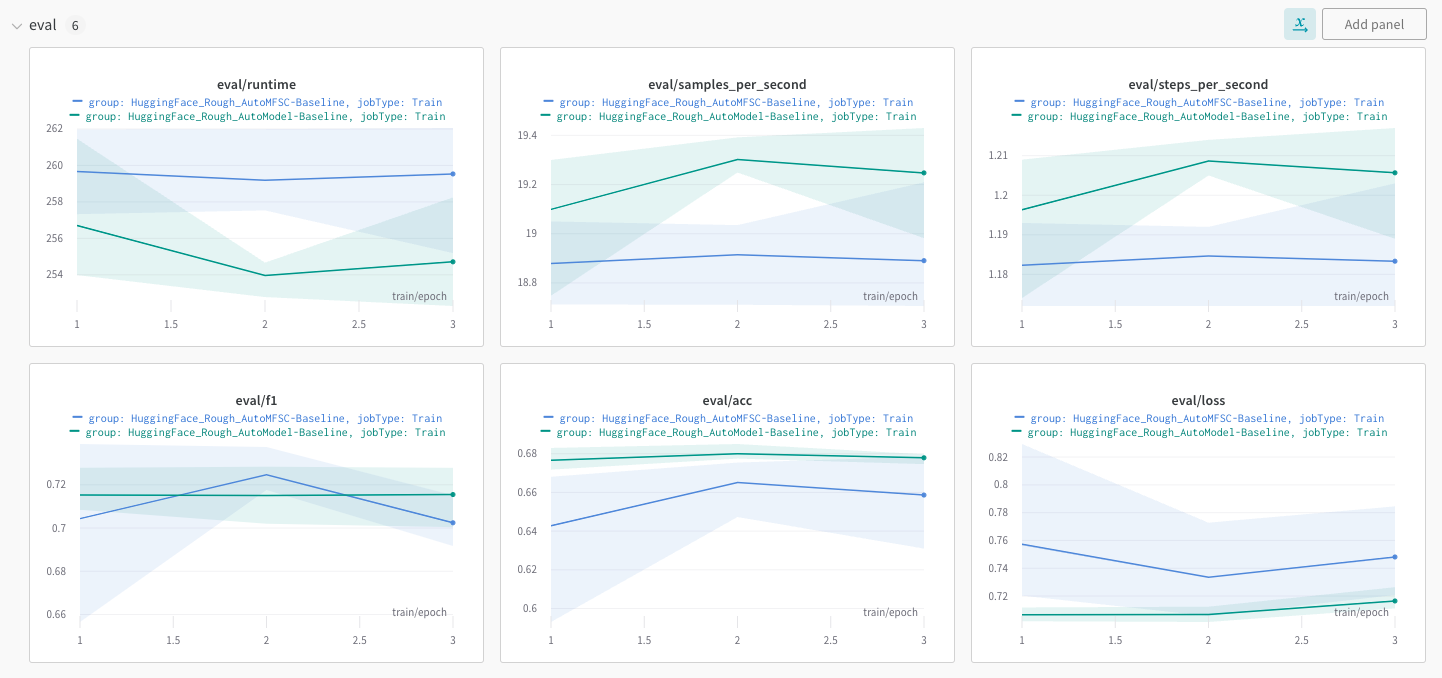 eval 6
Add panel
eval/runtime
group: HuggingFace_Rough_AutoMFSC-Baseline, jobType: Train
group: HuggingFace_Rough_AutoModel-Baseline, jobType: Train
262
260
258
256
254
train/epoch
1 1.5 2 2.5 3
eval/samples_per_second
group: HuggingFace_Rough_AutoMFSC-Baseline, jobType: Train
group: HuggingFace_Rough_AutoModel-Baseline, jobType: Train
19.4
19.2
19
18.8
train/epoch
1 1.5 2 2.5 3
eval/steps_per_second
group: HuggingFace_Rough_AutoMFSC-Baseline, jobType: Train
group: HuggingFace_Rough_AutoModel-Baseline, jobType: Train
1.21
1.2
1.19
1.18
train/epoch
1 1.5 2 2.5 3
eval/f1
group: HuggingFace_Rough_AutoMFSC-Baseline, jobType: Train
group: HuggingFace_Rough_AutoModel-Baseline, jobType: Train
0.72
0.7
0.68
0.66
train/epoch
1 1.5 2 2.5 3
eval/acc
group: HuggingFace_Rough_AutoMFSC-Baseline, jobType: Train
group: HuggingFace_Rough_AutoModel-Baseline, jobType: Train
0.68
0.66
0.64
0.62
0.6
train/epoch
1 1.5 2 2.5 3
eval/loss
group: HuggingFace_Rough_AutoMFSC-Baseline, jobType: Train
group: HuggingFace_Rough_AutoModel-Baseline, jobType: Train
0.82
0.8
0.78
0.76
0.74
0.72
train/epoch
1 1.5 2 2.5 3